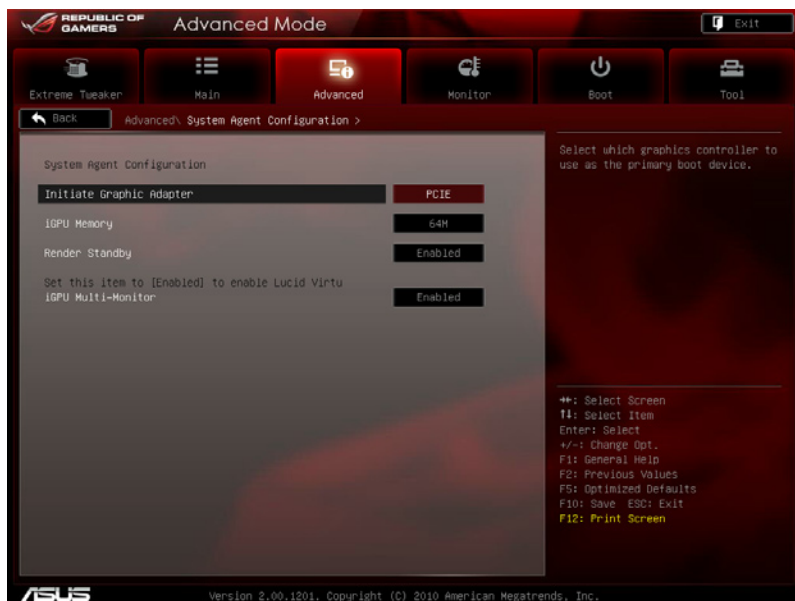 REPUBLIC OF
GAMERS
Advanced Mode
Exit
Extreme Tweaker
Main
Advanced
Monitor
Boot
Tool
Back
Advanced\ System Agent Configuration >
System Agent Configuration
Initiate Graphic Adapter
PCIE
iGPU Memory
64M
Render Standby
Enabled
Set this item to [Enabled] to enable Lucid Virtu
iGPU Multi-Monitor
Enabled
Select which graphics controller to
use as the primary boot device.
→←: Select Screen
↑↓: Select Item
Enter: Select
+/-: Change Opt.
F1: General Help
F2: Previous Values
F5: Optimized Defaults
F10: Save ESC: Exit
F12: Print Screen
ASUS
Version 2.00.1201. Copyright (C) 2010 American Megatrends, Inc.